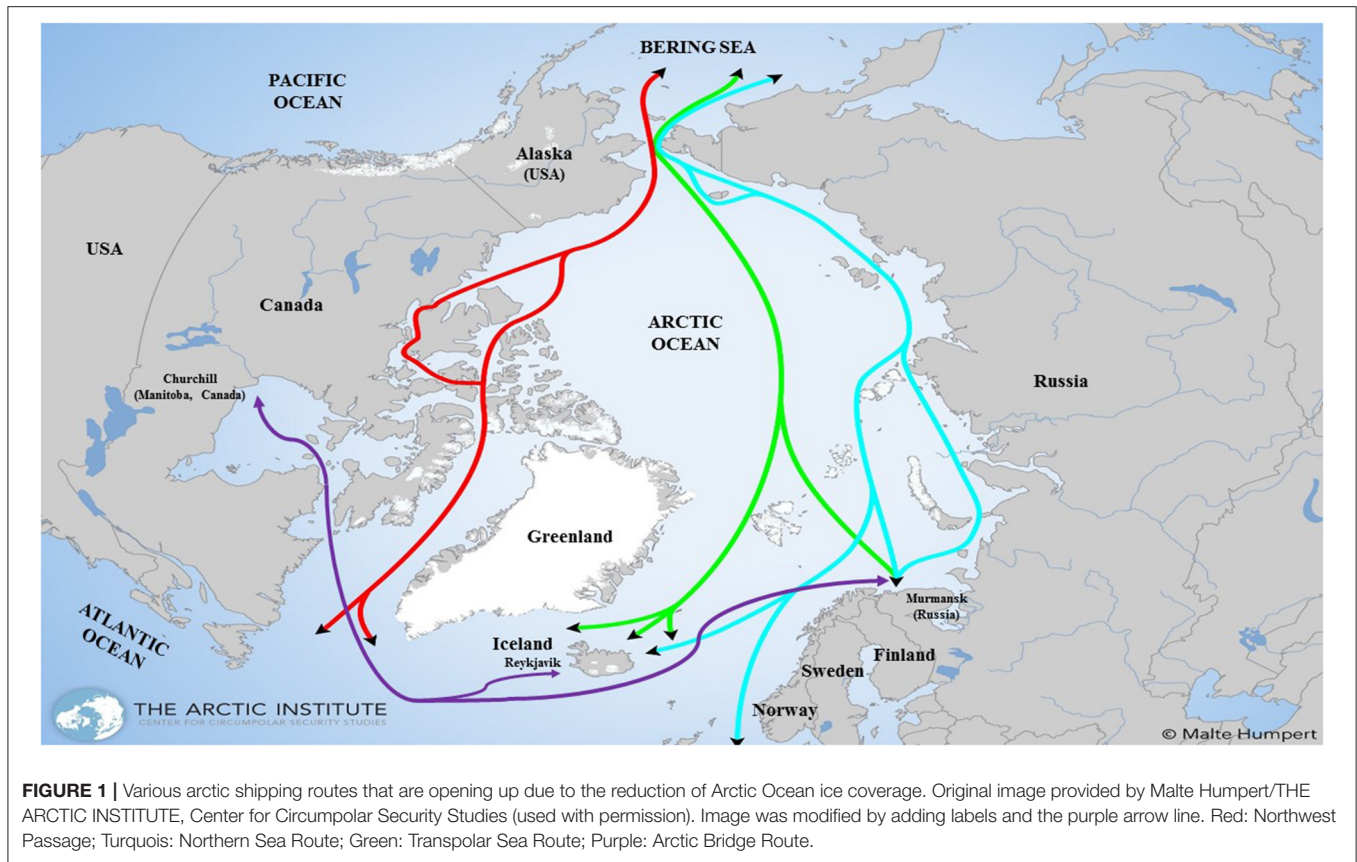 BERING SEA
PACIFIC
OCEAN
Alaska
(USA)
USA
Canada
ARCTIC
OCEAN
Churchill
(Manitoba, Canada)
Russia
Greenland
Murmansk
(Russia)
ATLANTIC
OCEAN
Iceland
Reykjavik
Finland
Sweden
Norway
THE ARCTIC INSTITUTE
CENTER FOR CIRCUMPOLAR SECURITY STUDIES
© Malte Humpert
FIGURE 1 | Various arctic shipping routes that are opening up due to the reduction of Arctic Ocean ice coverage. Original image provided by Malte Humpert/THE
ARCTIC INSTITUTE, Center for Circumpolar Security Studies (used with permission). Image was modified by adding labels and the purple arrow line. Red: Northwest
Passage; Turquois: Northern Sea Route; Green: Transpolar Sea Route; Purple: Arctic Bridge Route.